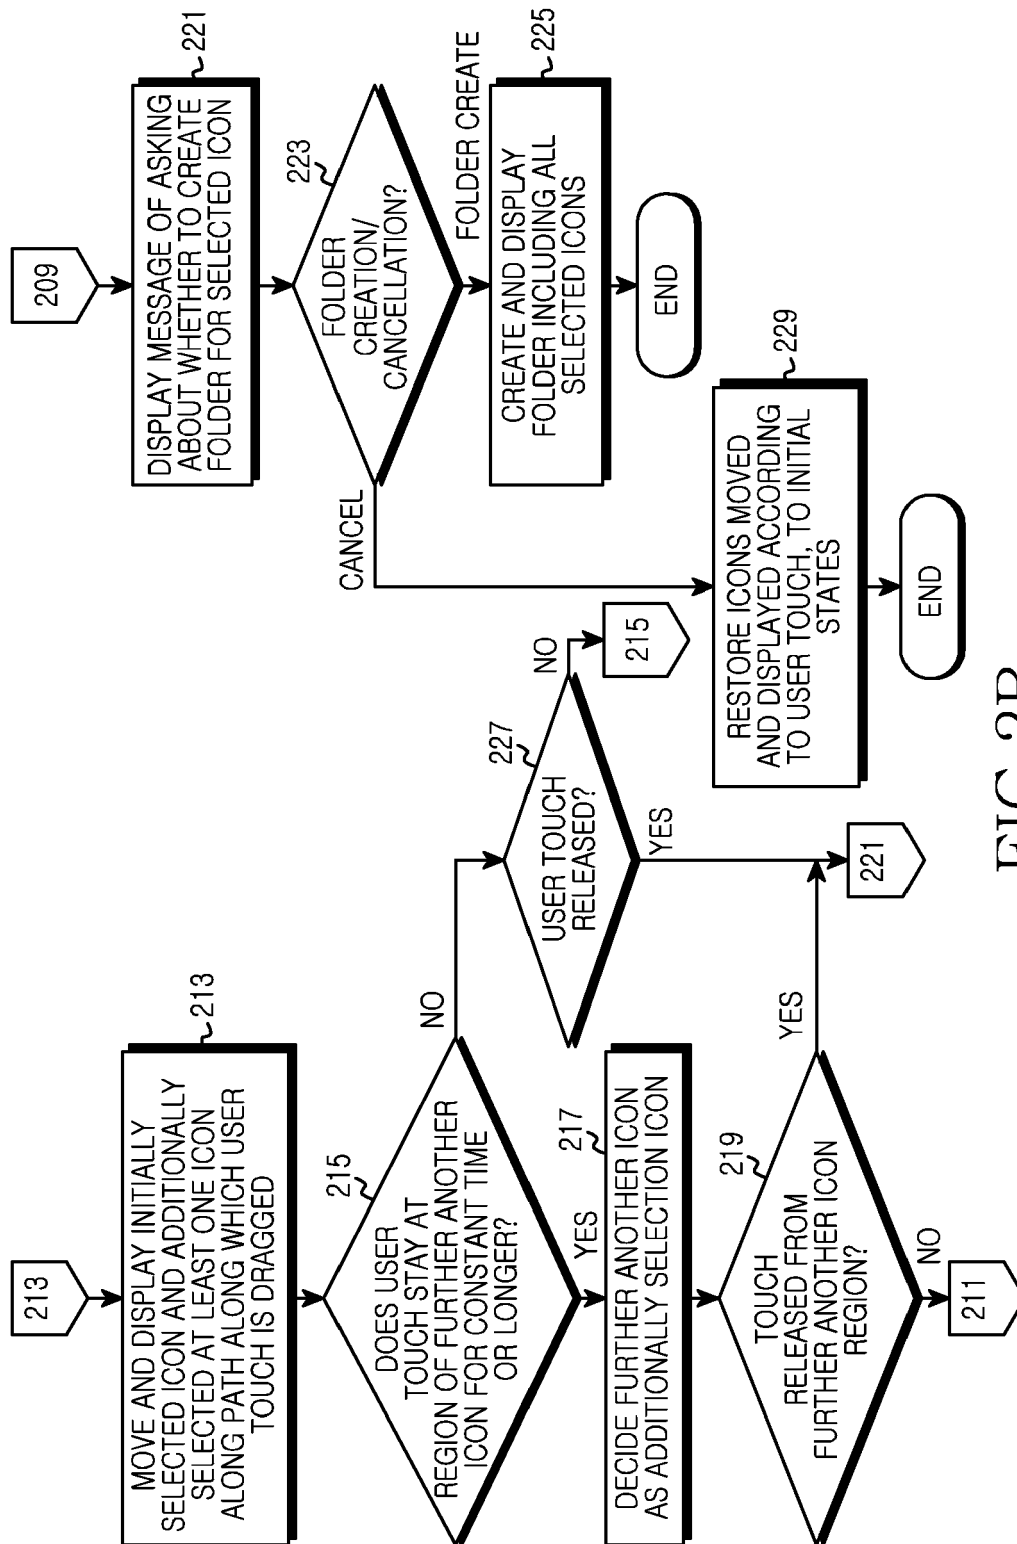 213
MOVE AND DISPLAY INITIALLY
SELECTED ICON AND ADDITIONALLY
SELECTED AT LEAST ONE ICON
ALONG PATH ALONG WHICH USER
TOUCH IS DRAGGED
213
DOES USER
TOUCH STAY AT
REGION OF FURTHER ANOTHER
ICON FOR CONSTANT TIME
OR LONGER?
215
NO
YES
DECIDE FURTHER ANOTHER ICON
AS ADDITIONALLY SELECTION ICON
217
TOUCH
RELEASED FROM
FURTHER ANOTHER ICON
REGION?
219
YES
NO
211
USER TOUCH
RELEASED?
227
NO
215
YES
221
209
DISPLAY MESSAGE OF ASKING
ABOUT WHETHER TO CREATE
FOLDER FOR SELECTED ICON
221
FOLDER
CREATION/
CANCELLATION?
223
CANCEL
FOLDER CREATE
CREATE AND DISPLAY
FOLDER INCLUDING ALL
SELECTED ICONS
225
END
RESTORE ICONS MOVED
AND DISPLAYED ACCORDING
TO USER TOUCH, TO INITIAL
STATES
229
END
FIG